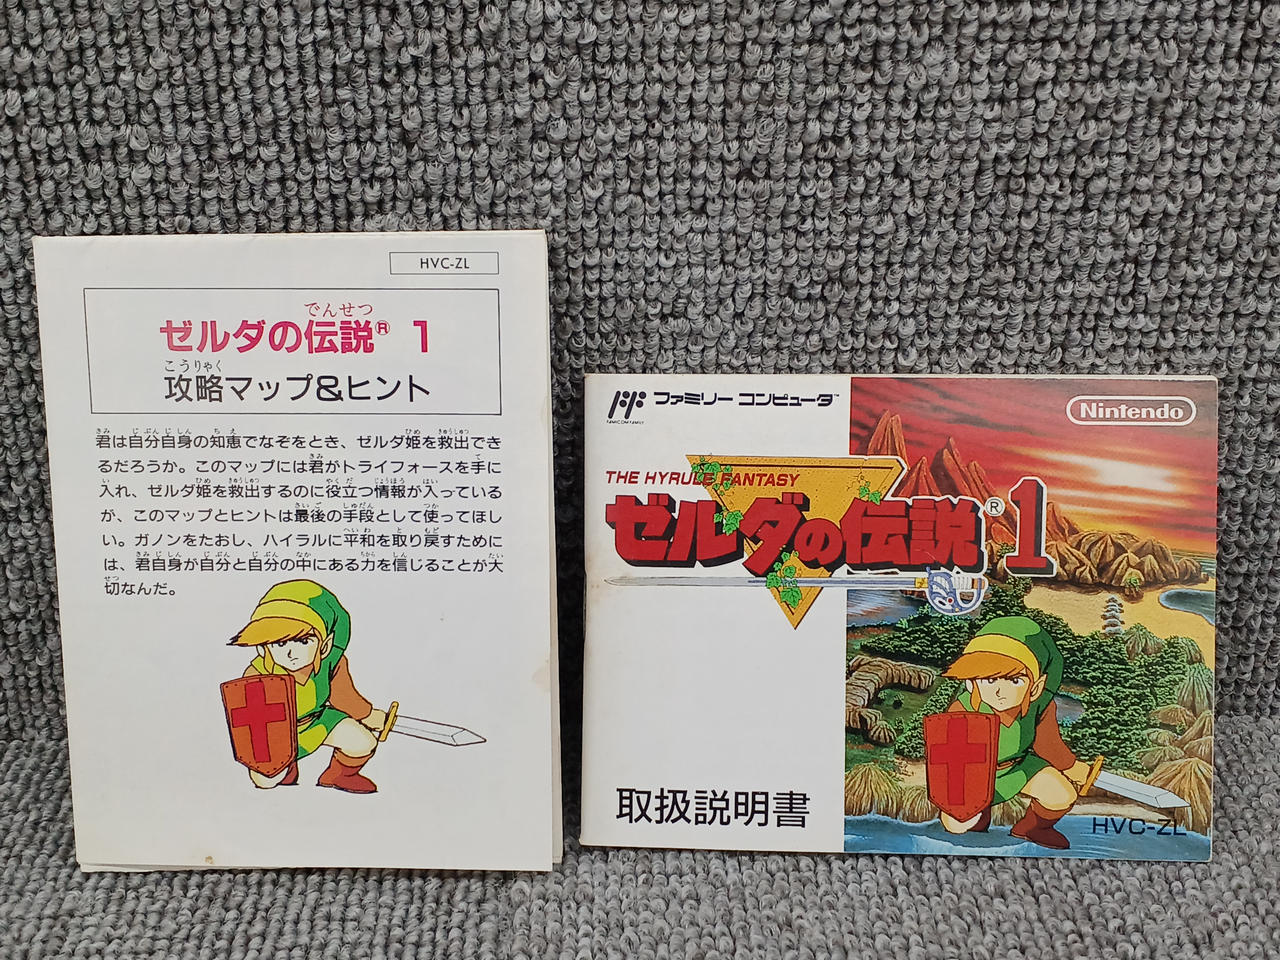 HVC-ZL
でんせつ
ゼルダの伝説® 1
こうりゃく
攻略マップ&ヒント
君は自分自身の知恵でなぞをとき、ゼルダ姫を救出でき
るだろうか。このマップには君がトライフォースを手に
入れ、ゼルダ姫を救出するのに役立つ情報が入っている
が、このマップとヒントは最後の手段として使ってほし
い。ガノンをたおし、ハイラルに平和を取り戻すために
は、君自身が自分と自分の中にある力を信じることが大
切なんだ。
ファミリー コンピュータ™
FAMICOM FAMILY
Nintendo
THE HYRULE FANTASY
ゼルダの伝説® 1
取扱説明書
HVC-ZL